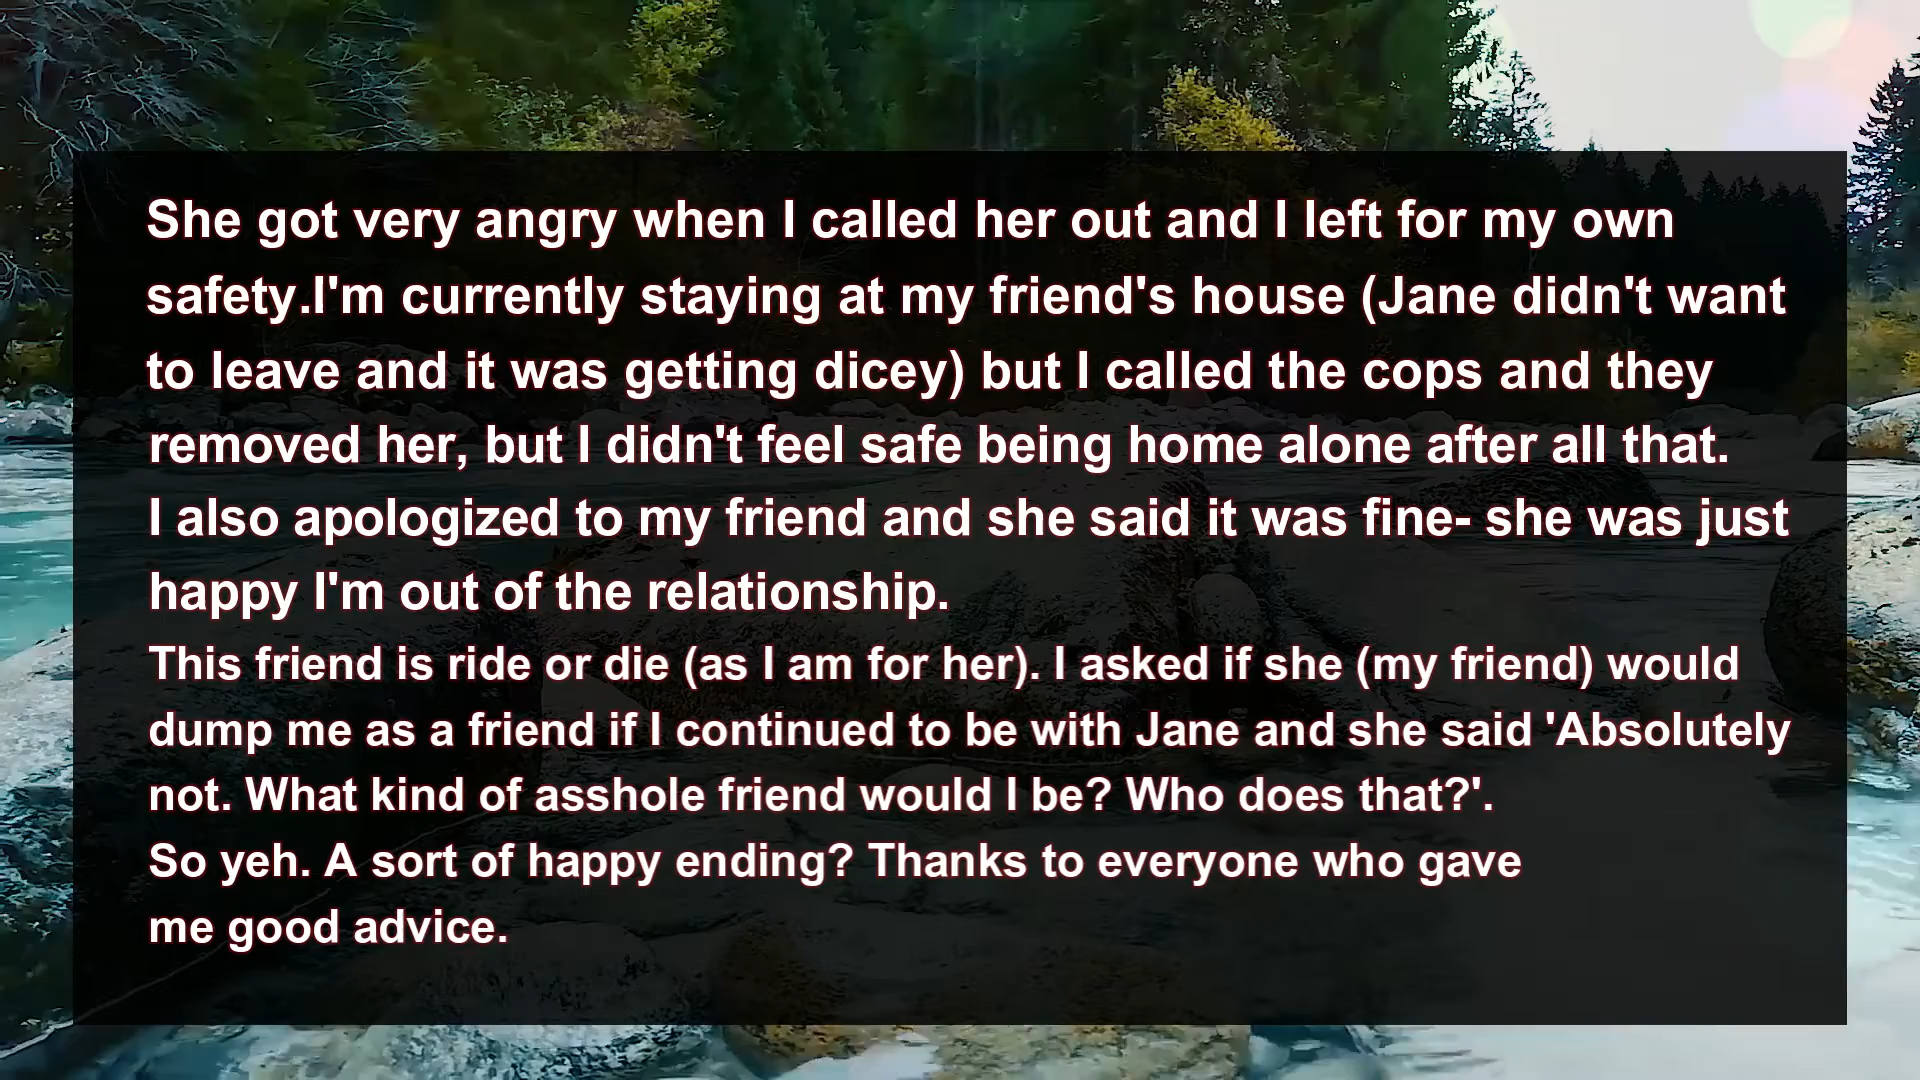 She got very angry when I called her out and I left for my own
safety.I'm currently staying at my friend's house (Jane didn't want
to leave and it was getting dicey) but I called the cops and they
removed her, but I didn't feel safe being home alone after all that.
I also apologized to my friend and she said it was fine- she was just
happy I'm out of the relationship.
This friend is ride or die (as I am for her). I asked if she (my friend) would
dump me as a friend if I continued to be with Jane and she said 'Absolutely
not. What kind of asshole friend would I be? Who does that?'.
So yeh. A sort of happy ending? Thanks to everyone who gave
me good advice.